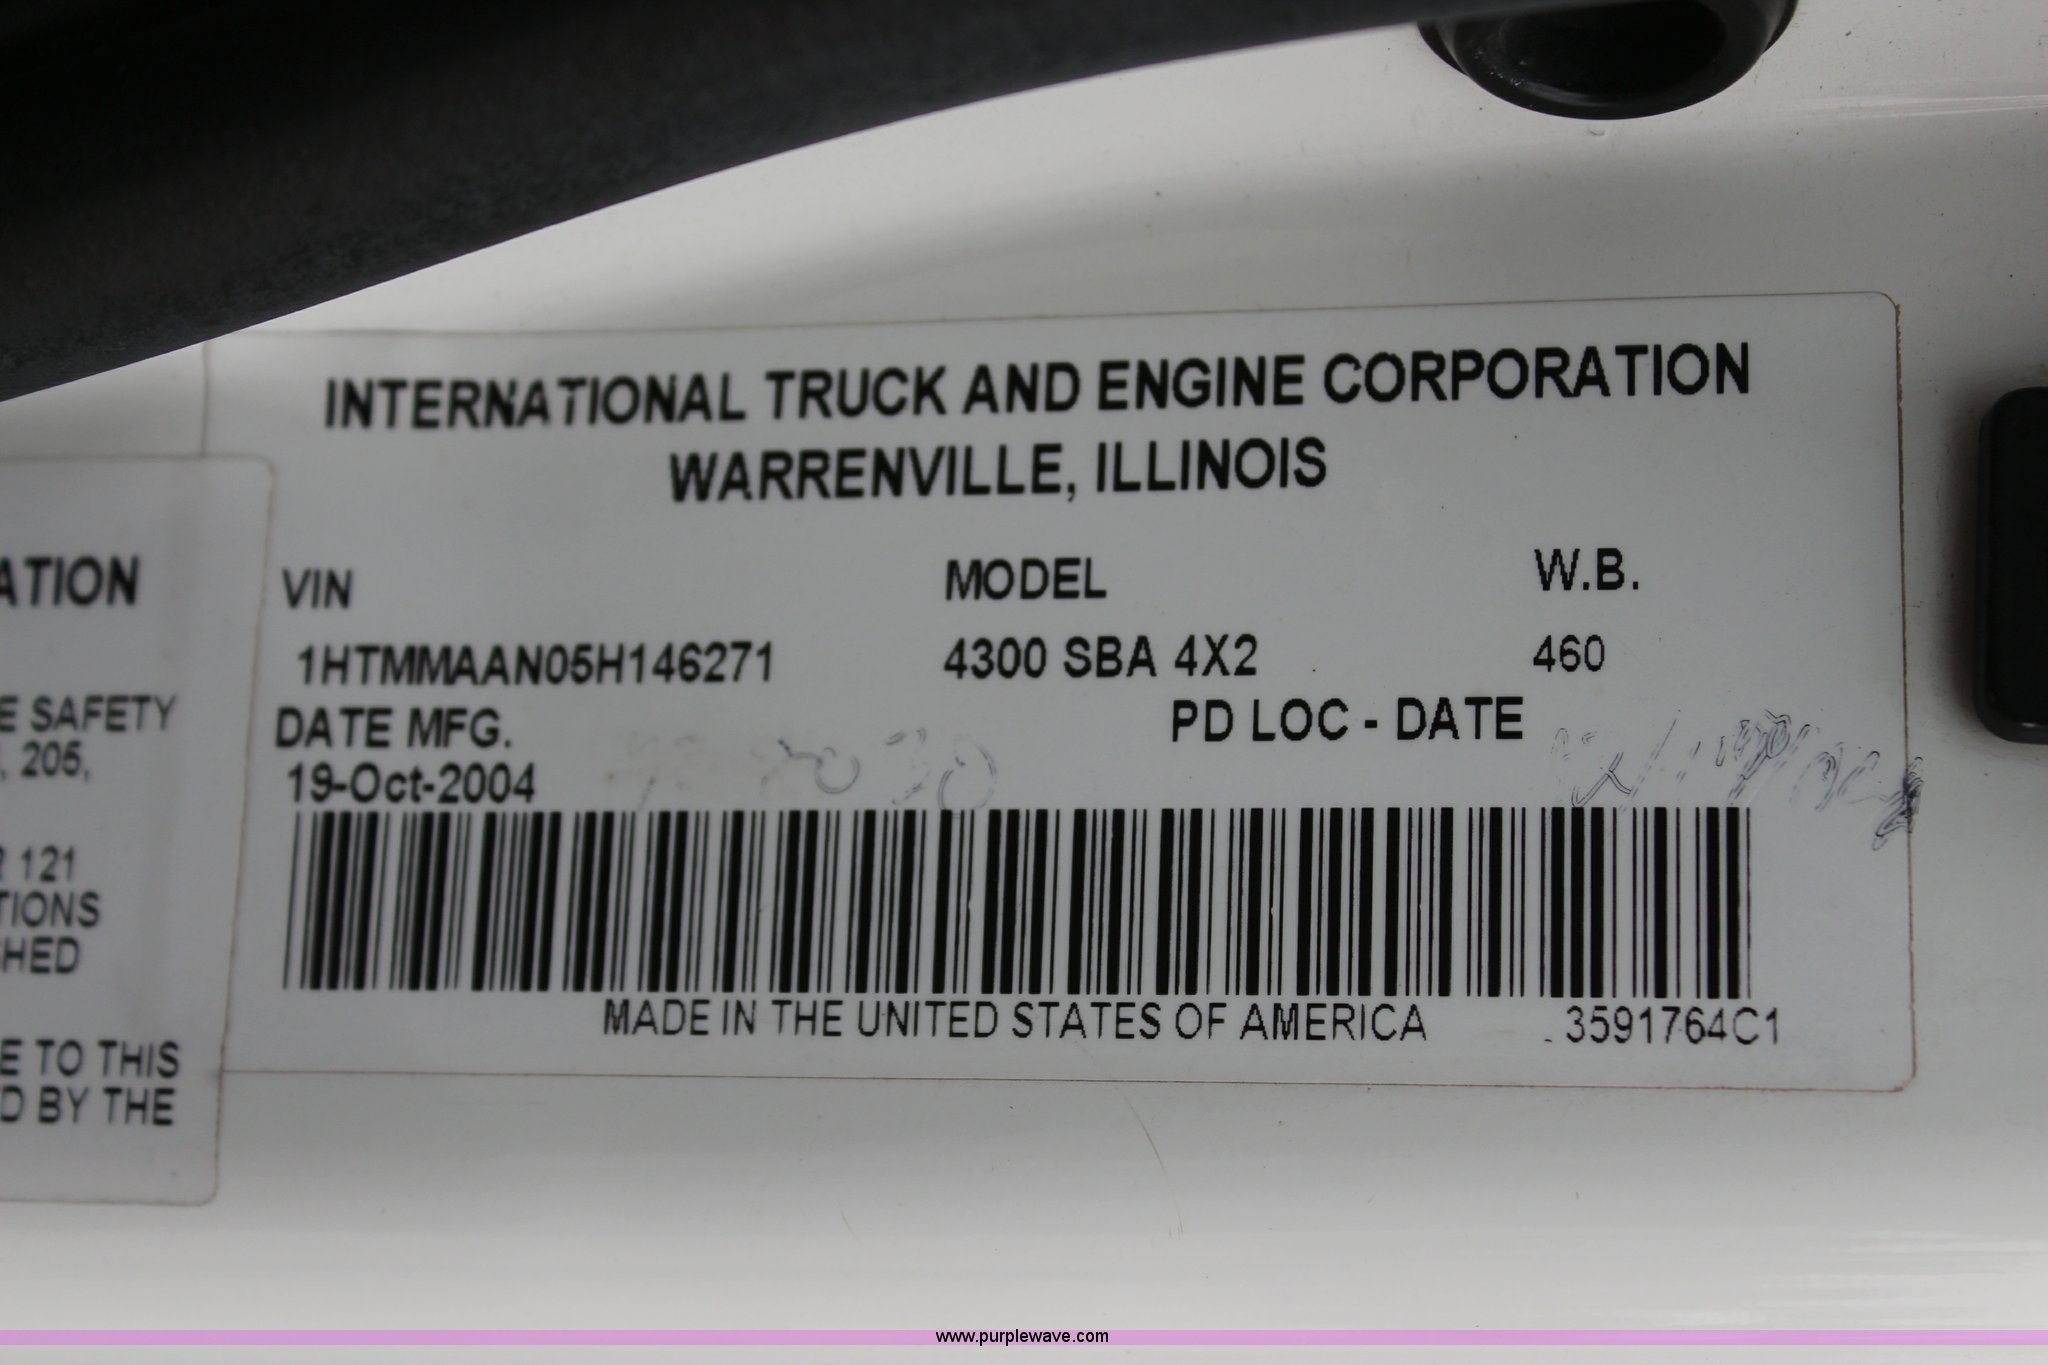 INTERNATIONAL TRUCK AND ENGINE CORPORATION
WARRENVILLE, ILLINOIS
VIN MODEL W.B.
1HTMMAAN05H146271 4300 SBA 4X2 460
DATE MFG. PD LOC - DATE
19-Oct-2004
MADE IN THE UNITED STATES OF AMERICA 3591764C1
ATION
E SAFETY
, 205,
R 121
TIONS
SHED
E TO THIS
D BY THE
www.purplewave.com